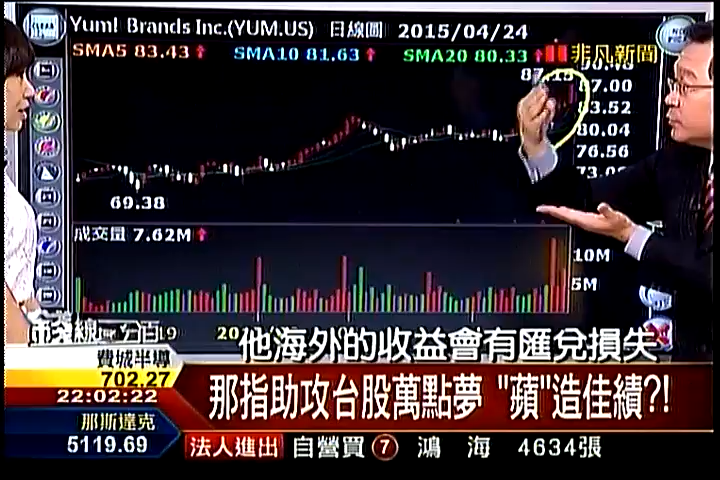 Yum! Brands Inc.(YUM.US) 日線圖 2015/04/24
SMA5 83.43↑ SMA10 81.63↑ SMA20 80.33↑
非凡新聞
90.48
87.15
87.00
83.52
80.04
76.56
69.38
成交量 7.62M↑
10M
5M
他海外的收益會有匯兌損失
費城半導
702.27
22:02:22
那指助攻台股萬點夢 "蘋"造佳績?!
那斯達克
5119.69
法人進出 自營買 7 鴻海 4634張